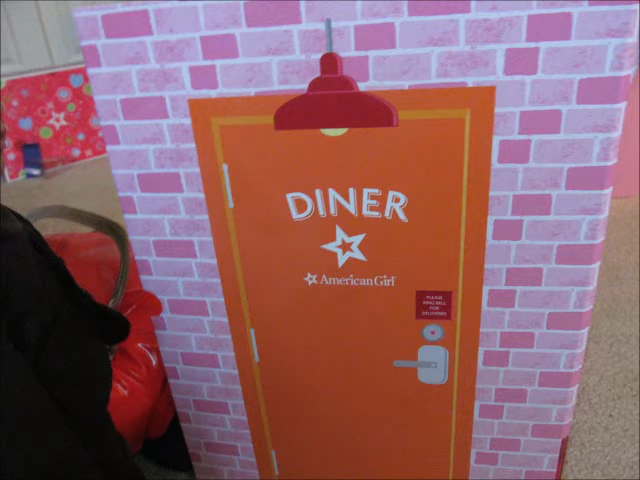 DINER
American Girl
PLEASE
RING BELL
FOR
DELIVERIES